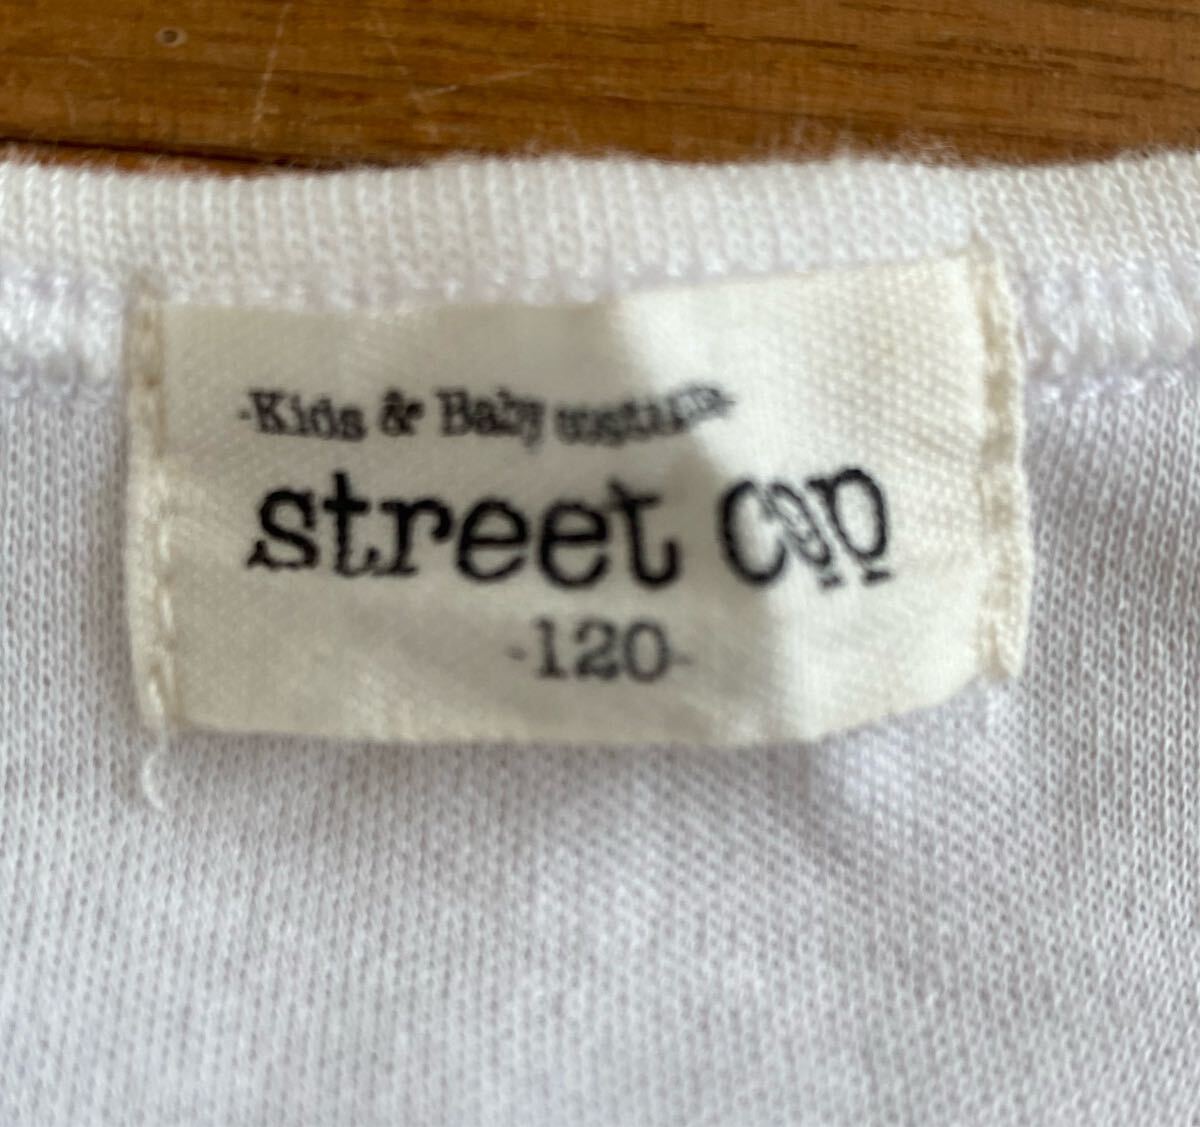 -Kids & Baby
street cap
-120-